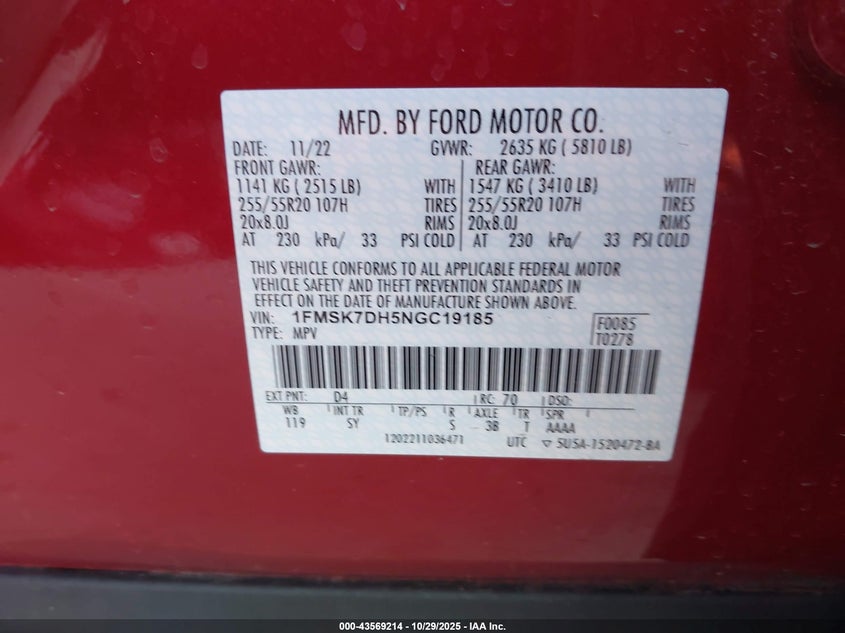 MFD. BY FORD MOTOR CO.
DATE: 11/22 GVWR: 2635 KG ( 5810 LB)
FRONT GAWR: REAR GAWR:
1141 KG ( 2515 LB) WITH 1547 KG ( 3410 LB) WITH
255/55R20 107H TIRES 255/55R20 107H TIRES
20x8.0J RIMS 20x8.0J RIMS
AT 230 kPa/ 33 PSI COLD AT 230 kPa/ 33 PSI COLD
THIS VEHICLE CONFORMS TO ALL APPLICABLE FEDERAL MOTOR
VEHICLE SAFETY AND THEFT PREVENTION STANDARDS IN
EFFECT ON THE DATE OF MANUFACTURE SHOWN ABOVE.
VIN: 1FMSK7DH5NGC19185 F0085
TYPE: MPV T0278
EXT PNT: D4 RC: 70 DSO:
WB INT TR TP/PS R AXLE TR SPR
119 SY S 3B T AAAA
1202211036471 UTC ▽ 5U5A-1520472-BA
000-43569214 - 10/29/2025 - IAA Inc.